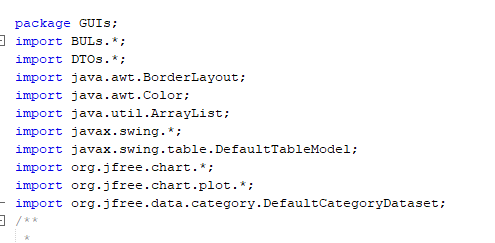 package GUIs;
import BULs.*;
import DTOs.*;
import java.awt.BorderLayout;
import java.awt.Color;
import java.util.ArrayList;
import javax.swing.*;
import javax.swing.table.DefaultTableModel;
import org.jfree.chart.*;
import org.jfree.chart.plot.*;
import org.jfree.data.category.DefaultCategoryDataset;
/**
*